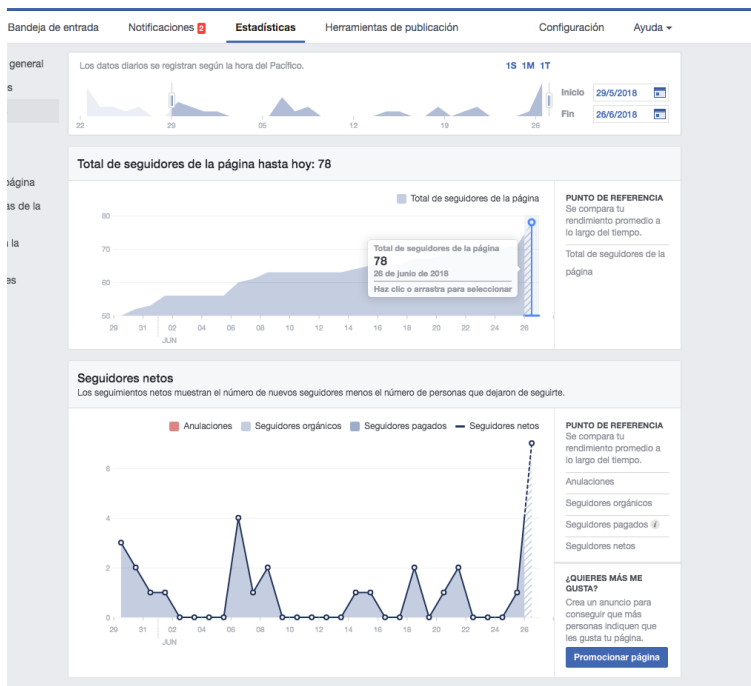 Bandeja de entrada Notificaciones 2 Estadísticas Herramientas de publicación Configuración Ayuda
general
s
página
as de la
la
es
Los datos diarios se registran según la hora del Pacífico. 1S 1M 1T
Inicio 29/5/2018
Fin 26/6/2018
22 29 05 12 19 26
Total de seguidores de la página hasta hoy: 78
Total de seguidores de la página
80
70
60
50
Total de seguidores de la página
78
26 de junio de 2018
Haz clic o arrastra para seleccionar
29 31 02 04 06 08 10 12 14 16 18 20 22 24 26
JUN
PUNTO DE REFERENCIA
Se compara tu
rendimiento promedio a
lo largo del tiempo.
Total de seguidores de la
página
Seguidores netos
Los seguimientos netos muestran el número de nuevos seguidores menos el número de personas que dejaron de seguirte.
Anulaciones Seguidores orgánicos Seguidores pagados Seguidores netos
6
4
2
0
29 31 02 04 06 08 10 12 14 16 18 20 22 24 26
JUN
PUNTO DE REFERENCIA
Se compara tu
rendimiento promedio a
lo largo del tiempo.
Anulaciones
Seguidores orgánicos
Seguidores pagados i
Seguidores netos
¿QUIERES MÁS ME
GUSTA?
Crea un anuncio para
conseguir que más
personas indiquen que
les gusta tu página.
Promocionar página